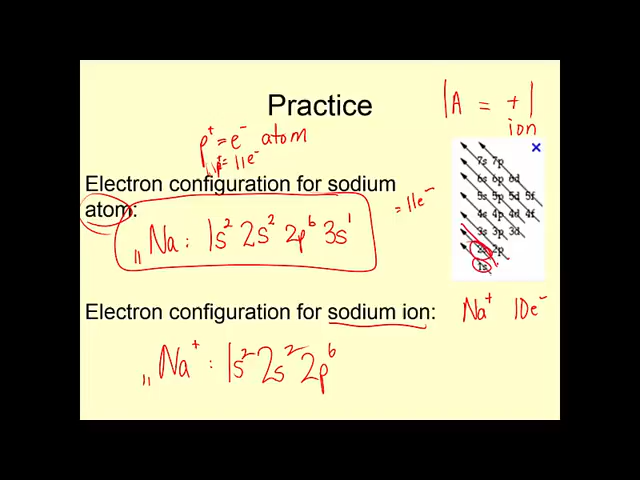 Practice
1A = +1
ion
p⁺ = e⁻ atom
11p⁺ = 11e⁻
Electron configuration for sodium
atom:
= 11e⁻
₁₁Na : 1s² 2s² 2p⁶ 3s¹
7s 7p
6s 6p 6d
5s 5p 5d 5f
4s 4p 4d 4f
3s 3p 3d
2s 2p
1s
Electron configuration for sodium ion:
Na⁺ 10e⁻
₁₁Na⁺ : 1s² 2s² 2p⁶